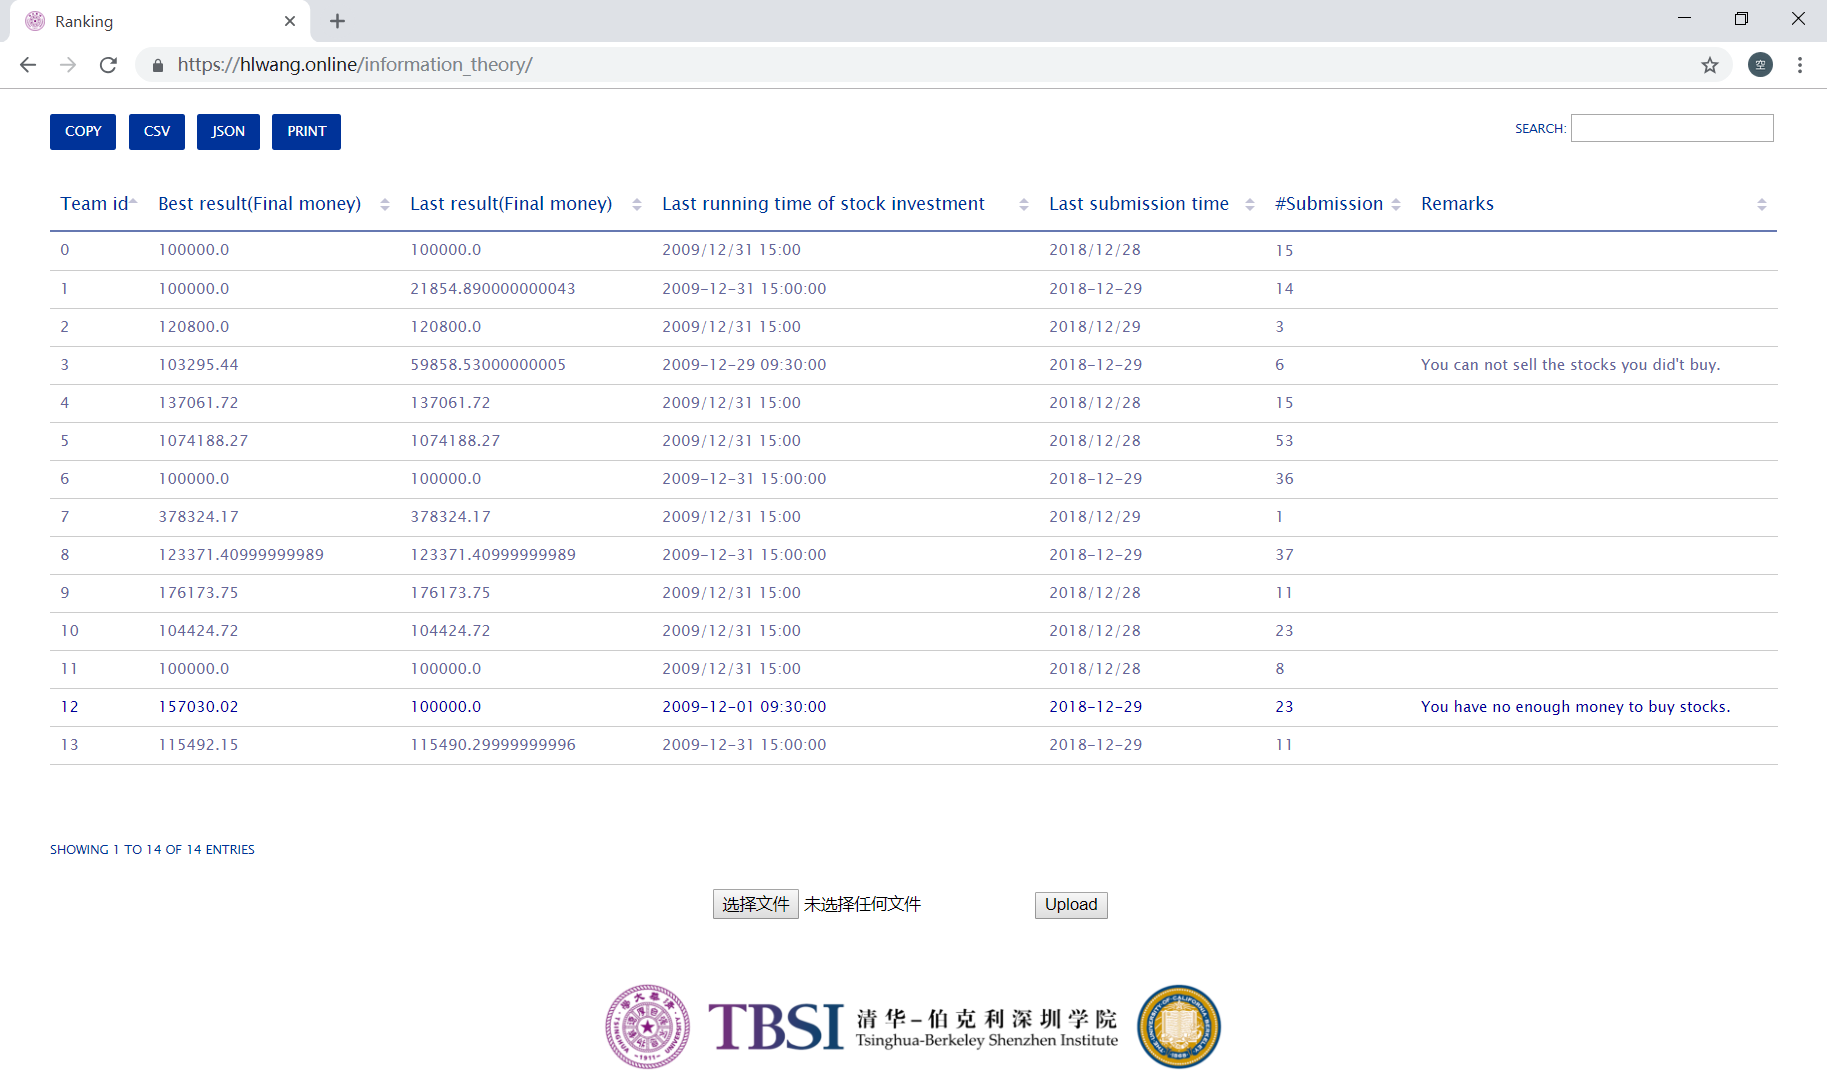 Ranking
https://hlwang.online/information_theory/
空
COPY CSV JSON PRINT SEARCH:
Team id Best result(Final money) Last result(Final money) Last running time of stock investment Last submission time #Submission Remarks
0 100000.0 100000.0 2009/12/31 15:00 2018/12/28 15
1 100000.0 21854.890000000043 2009-12-31 15:00:00 2018-12-29 14
2 120800.0 120800.0 2009/12/31 15:00 2018/12/29 3
3 103295.44 59858.53000000005 2009-12-29 09:30:00 2018-12-29 6 You can not sell the stocks you did't buy.
4 137061.72 137061.72 2009/12/31 15:00 2018/12/28 15
5 1074188.27 1074188.27 2009/12/31 15:00 2018/12/28 53
6 100000.0 100000.0 2009-12-31 15:00:00 2018-12-29 36
7 378324.17 378324.17 2009/12/31 15:00 2018/12/29 1
8 123371.40999999989 123371.40999999989 2009-12-31 15:00:00 2018-12-29 37
9 176173.75 176173.75 2009/12/31 15:00 2018/12/28 11
10 104424.72 104424.72 2009/12/31 15:00 2018/12/28 23
11 100000.0 100000.0 2009/12/31 15:00 2018/12/28 8
12 157030.02 100000.0 2009-12-01 09:30:00 2018-12-29 23 You have no enough money to buy stocks.
13 115492.15 115490.29999999996 2009-12-31 15:00:00 2018-12-29 11
SHOWING 1 TO 14 OF 14 ENTRIES
选择文件 未选择任何文件 Upload
TBSI 清华-伯克利深圳学院
Tsinghua-Berkeley Shenzhen Institute